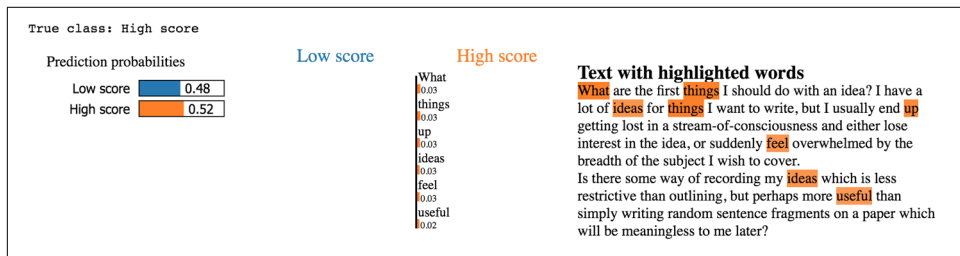 True class: High score
Prediction probabilities
Low score 0.48
High score 0.52
Low score High score
What
0.03
things
0.03
up
0.03
ideas
0.03
feel
0.03
useful
0.02
Text with highlighted words
What are the first things I should do with an idea? I have a
lot of ideas for things I want to write, but I usually end up
getting lost in a stream-of-consciousness and either lose
interest in the idea, or suddenly feel overwhelmed by the
breadth of the subject I wish to cover.
Is there some way of recording my ideas which is less
restrictive than outlining, but perhaps more useful than
simply writing random sentence fragments on a paper which
will be meaningless to me later?